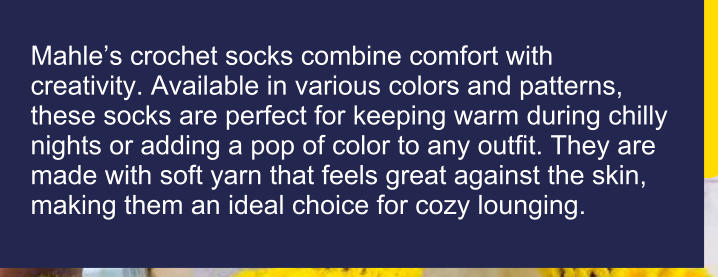 Mahle’s crochet socks combine comfort with
creativity. Available in various colors and patterns,
these socks are perfect for keeping warm during chilly
nights or adding a pop of color to any outfit. They are
made with soft yarn that feels great against the skin,
making them an ideal choice for cozy lounging.